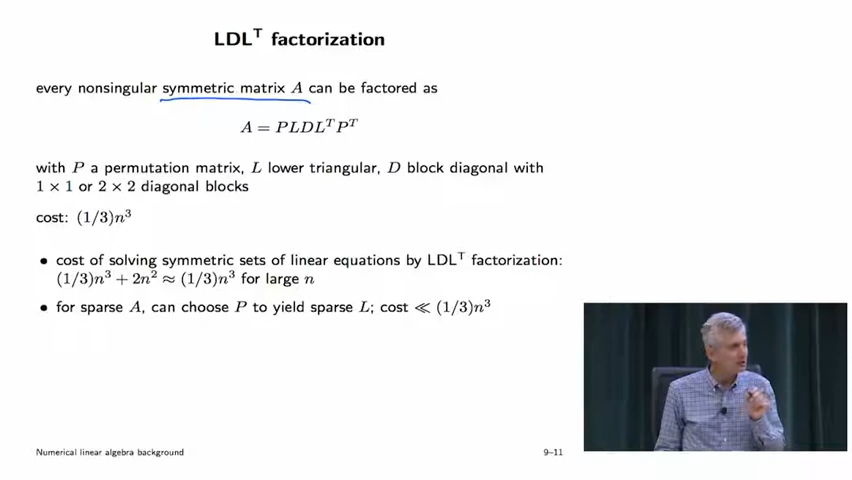 LDLᵀ factorization
every nonsingular symmetric matrix A can be factored as
A = PLDLᵀPᵀ
with P a permutation matrix, L lower triangular, D block diagonal with
1 × 1 or 2 × 2 diagonal blocks
cost: (1/3)n³
• cost of solving symmetric sets of linear equations by LDLᵀ factorization:
(1/3)n³ + 2n² ≈ (1/3)n³ for large n
• for sparse A, can choose P to yield sparse L; cost ≪ (1/3)n³
Numerical linear algebra background
9–11